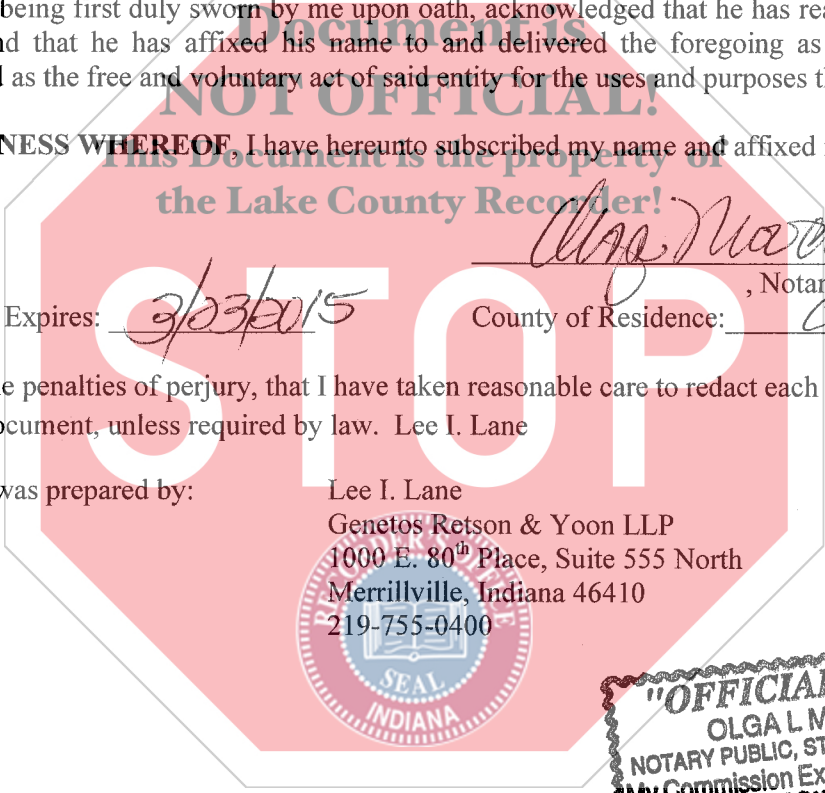 being first duly sworn by me upon oath, acknowledged that he has rea
Document is
nd that he has affixed his name to and delivered the foregoing as
d as the free and voluntary act of said entity for the uses and purposes th
NOT OFFICIAL!
NESS WHEREOF, I have hereunto subscribed my name and affixed
This Document is the property of
the Lake County Recorder!
, Notar
Expires: 3/23/2015
County of Residence:
STOP
e penalties of perjury, that I have taken reasonable care to redact each
ocument, unless required by law. Lee I. Lane
was prepared by:
Lee I. Lane
Genetos Retson & Yoon LLP
1000 E. 80th Place, Suite 555 North
Merrillville, Indiana 46410
219-755-0400
RECORDER'S OFFICE
SEAL
INDIANA
"OFFICIAL
OLGA L M
NOTARY PUBLIC, ST
My Commission Ex